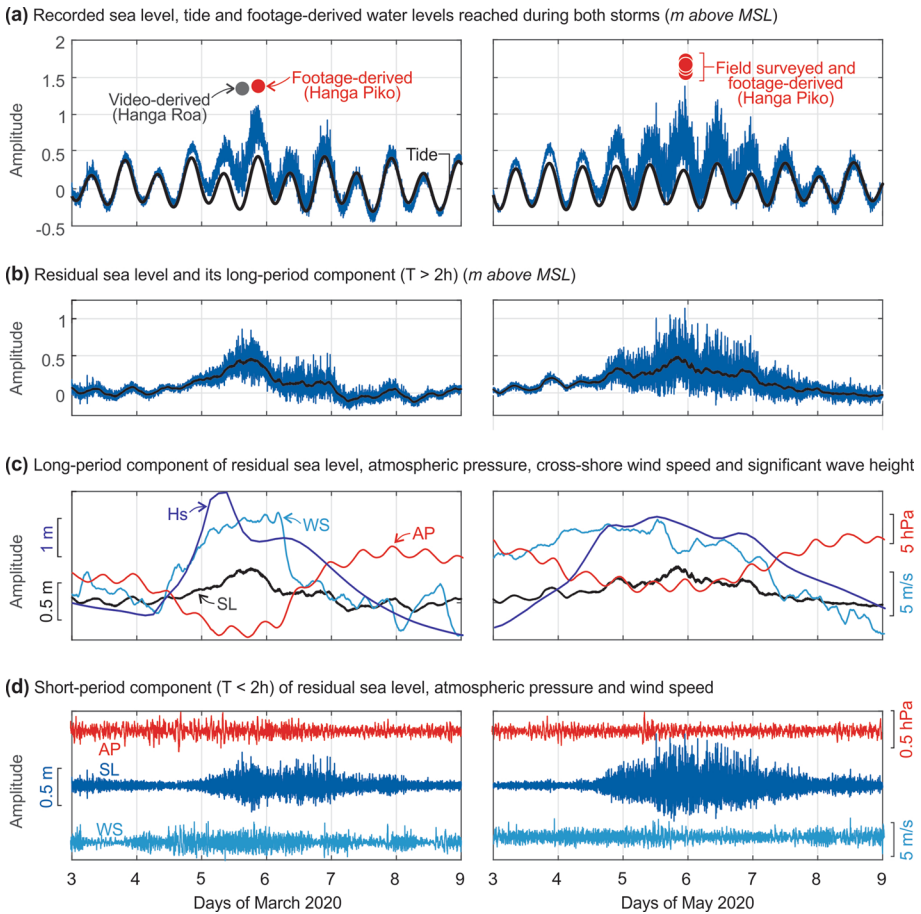 (a) Recorded sea level, tide and footage-derived water levels reached during both storms (m above MSL)
2
1.5
1
0.5
0
-0.5
Amplitude
Video-derived
(Hanga Roa)
Footage-derived
(Hanga Piko)
Tide
Field surveyed and
footage-derived
(Hanga Piko)
(b) Residual sea level and its long-period component (T > 2h) (m above MSL)
1
0.5
0
Amplitude
(c) Long-period component of residual sea level, atmospheric pressure, cross-shore wind speed and significant wave height
Amplitude
1 m
0.5 m
Hs
WS
AP
SL
5 hPa
5 m/s
(d) Short-period component (T < 2h) of residual sea level, atmospheric pressure and wind speed
Amplitude
0.5 m
AP
SL
WS
0.5 hPa
5 m/s
3 4 5 6 7 8 9
3 4 5 6 7 8 9
Days of March 2020
Days of May 2020